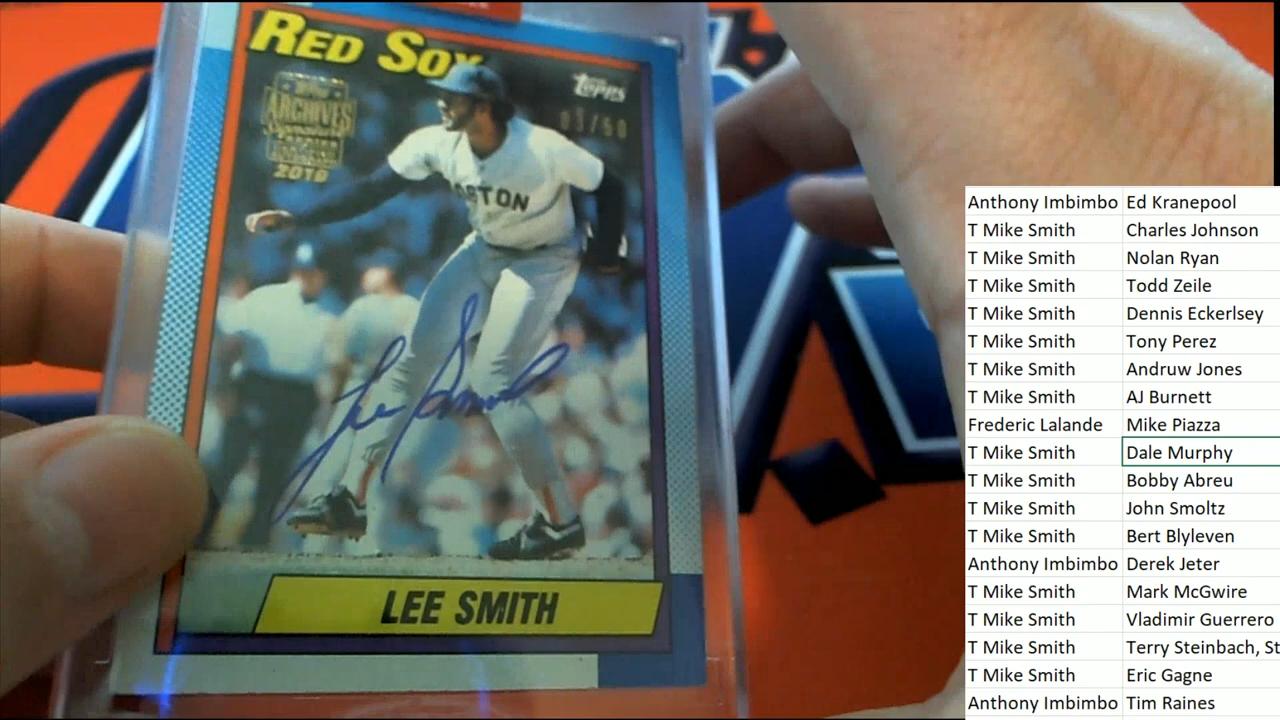 RED SOX
Topps
ARCHIVES
Signature
2018
BOSTON
Lee Smith
LEE SMITH
Anthony Imbimbo Ed Kranepool
T Mike Smith Charles Johnson
T Mike Smith Nolan Ryan
T Mike Smith Todd Zeile
T Mike Smith Dennis Eckerlsey
T Mike Smith Tony Perez
T Mike Smith Andruw Jones
T Mike Smith AJ Burnett
Frederic Lalande Mike Piazza
T Mike Smith Dale Murphy
T Mike Smith Bobby Abreu
T Mike Smith John Smoltz
T Mike Smith Bert Blyleven
Anthony Imbimbo Derek Jeter
T Mike Smith Mark McGwire
T Mike Smith Vladimir Guerrero
T Mike Smith Terry Steinbach, St
T Mike Smith Eric Gagne
Anthony Imbimbo Tim Raines